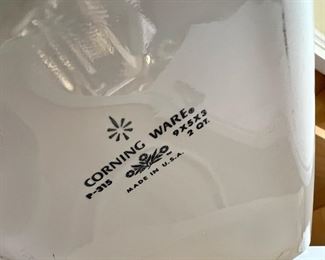 CORNING WARE®
P-315
9X5X3
2 QT.
MADE IN U.S.A.